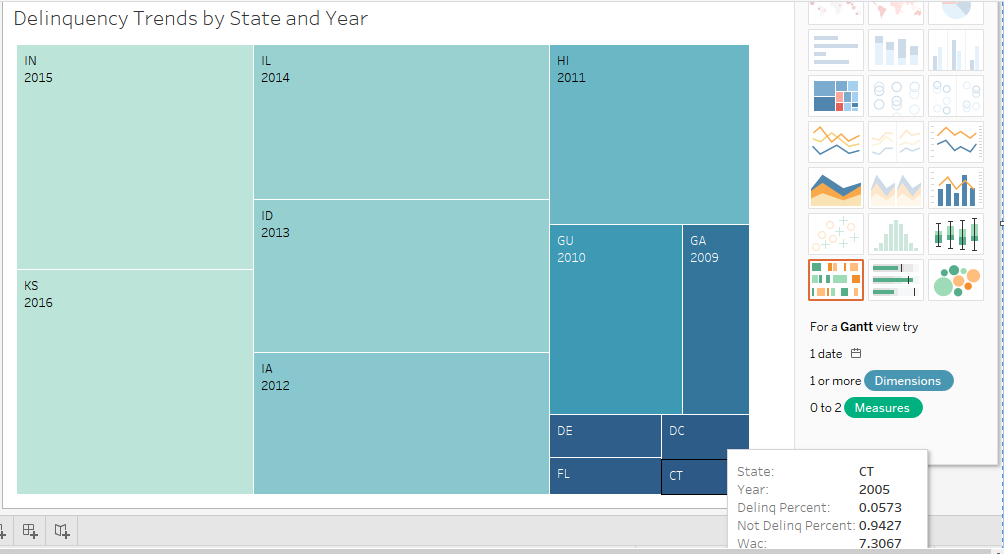 Delinquency Trends by State and Year
IN
2015
KS
2016
IL
2014
ID
2013
IA
2012
HI
2011
GU
2010
GA
2009
DE
DC
FL
CT
For a Gantt view try
1 date
1 or more Dimensions
0 to 2 Measures
State: CT
Year: 2005
Delinq Percent: 0.0573
Not Delinq Percent: 0.9427
Wac: 7.3067